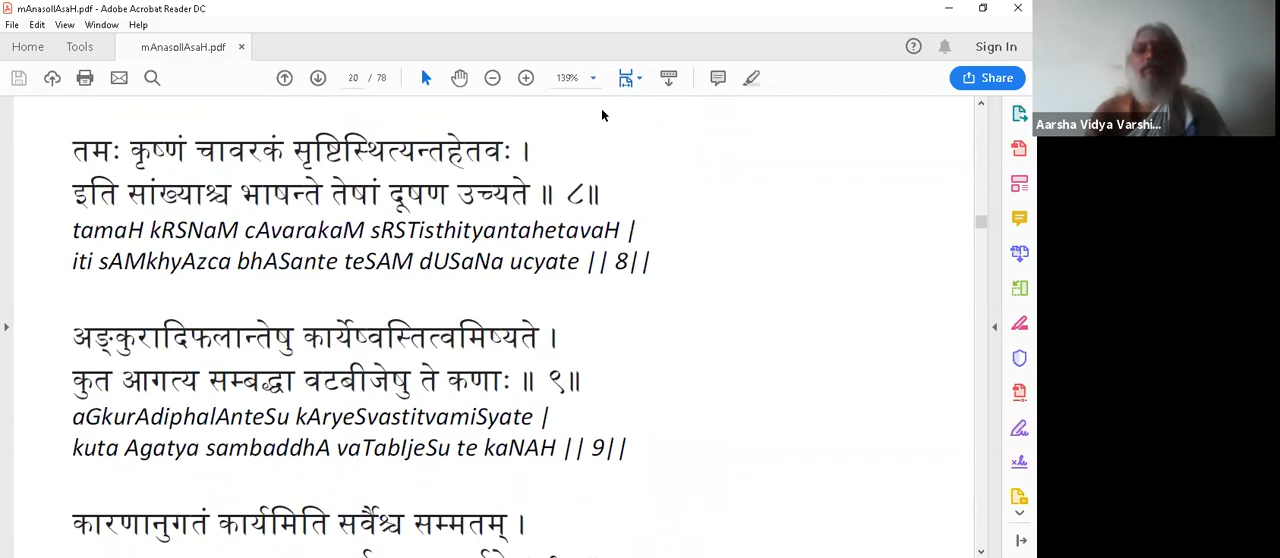 mAnasollAsaH.pdf - Adobe Acrobat Reader DC
File Edit View Window Help
Home Tools mAnasollAsaH.pdf × Sign In
20 / 78 139% Share
Aarsha Vidya Varshi...
तमः कृष्णं चावरकं सृष्टिस्थित्यन्तहेतवः ।
इति सांख्याश्च भाषन्ते तेषां दूषण उच्यते ॥ ८॥
tamaH kRSNaM cAvarakaM sRSTisthityantahetavaH |
iti sAMkhyAzca bhASante teSAM dUSaNa ucyate || 8||
अङ्कुरादिफलान्तेषु कार्येष्वस्तित्वमिष्यते ।
कुत आगत्य सम्बद्धा वटबीजेषु ते कणाः ॥ ९॥
aGkurAdiphalAnteSu kAryeSvastitvamiSyate |
kuta Agatya sambaddhA vaTabIjeSu te kaNAH || 9||
कारणानुगतं कार्यमिति सर्वैश्च सम्मतम् ।